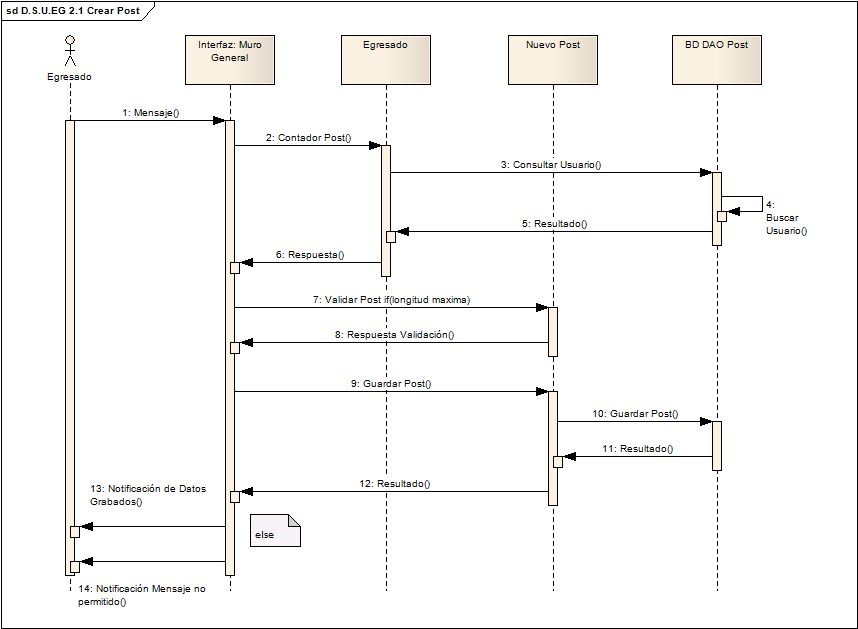 sd D.S.U.EG 2.1 Crear Post
Egresado
Interfaz: Muro
General
Egresado
Nuevo Post
BD DAO Post
1: Mensaje()
2: Contador Post()
3: Consultar Usuario()
4:
Buscar
Usuario()
5: Resultado()
6: Respuesta()
7: Validar Post if(longitud maxima)
8: Respuesta Validación()
9: Guardar Post()
10: Guardar Post()
11: Resultado()
12: Resultado()
13: Notificación de Datos
Grabados()
else
14: Notificación Mensaje no
permitido()